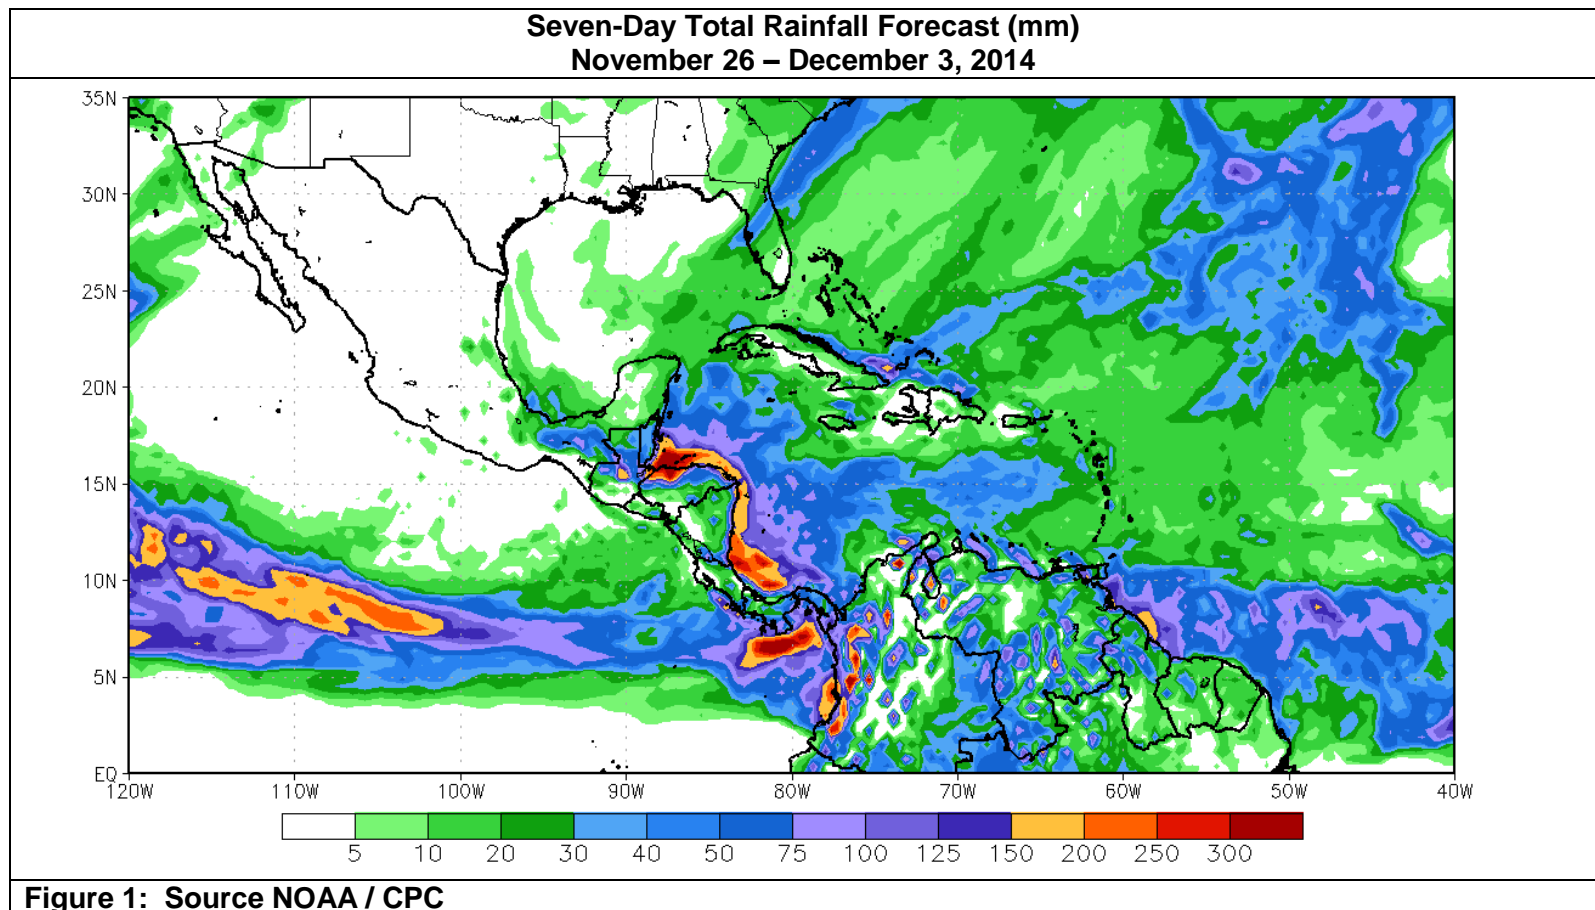 Seven-Day Total Rainfall Forecast (mm)
November 26 – December 3, 2014
35N
30N
25N
20N
15N
10N
5N
EQ
120W 110W 100W 90W 80W 70W 60W 50W 40W
5 10 20 30 40 50 75 100 125 150 200 250 300
Figure 1: Source NOAA / CPC